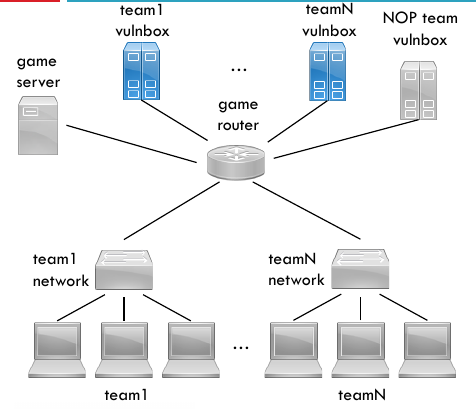 team1
vulnbox
teamN
vulnbox
NOP team
vulnbox
game
server
...
game
router
team1
network
teamN
network
...
team1
teamN